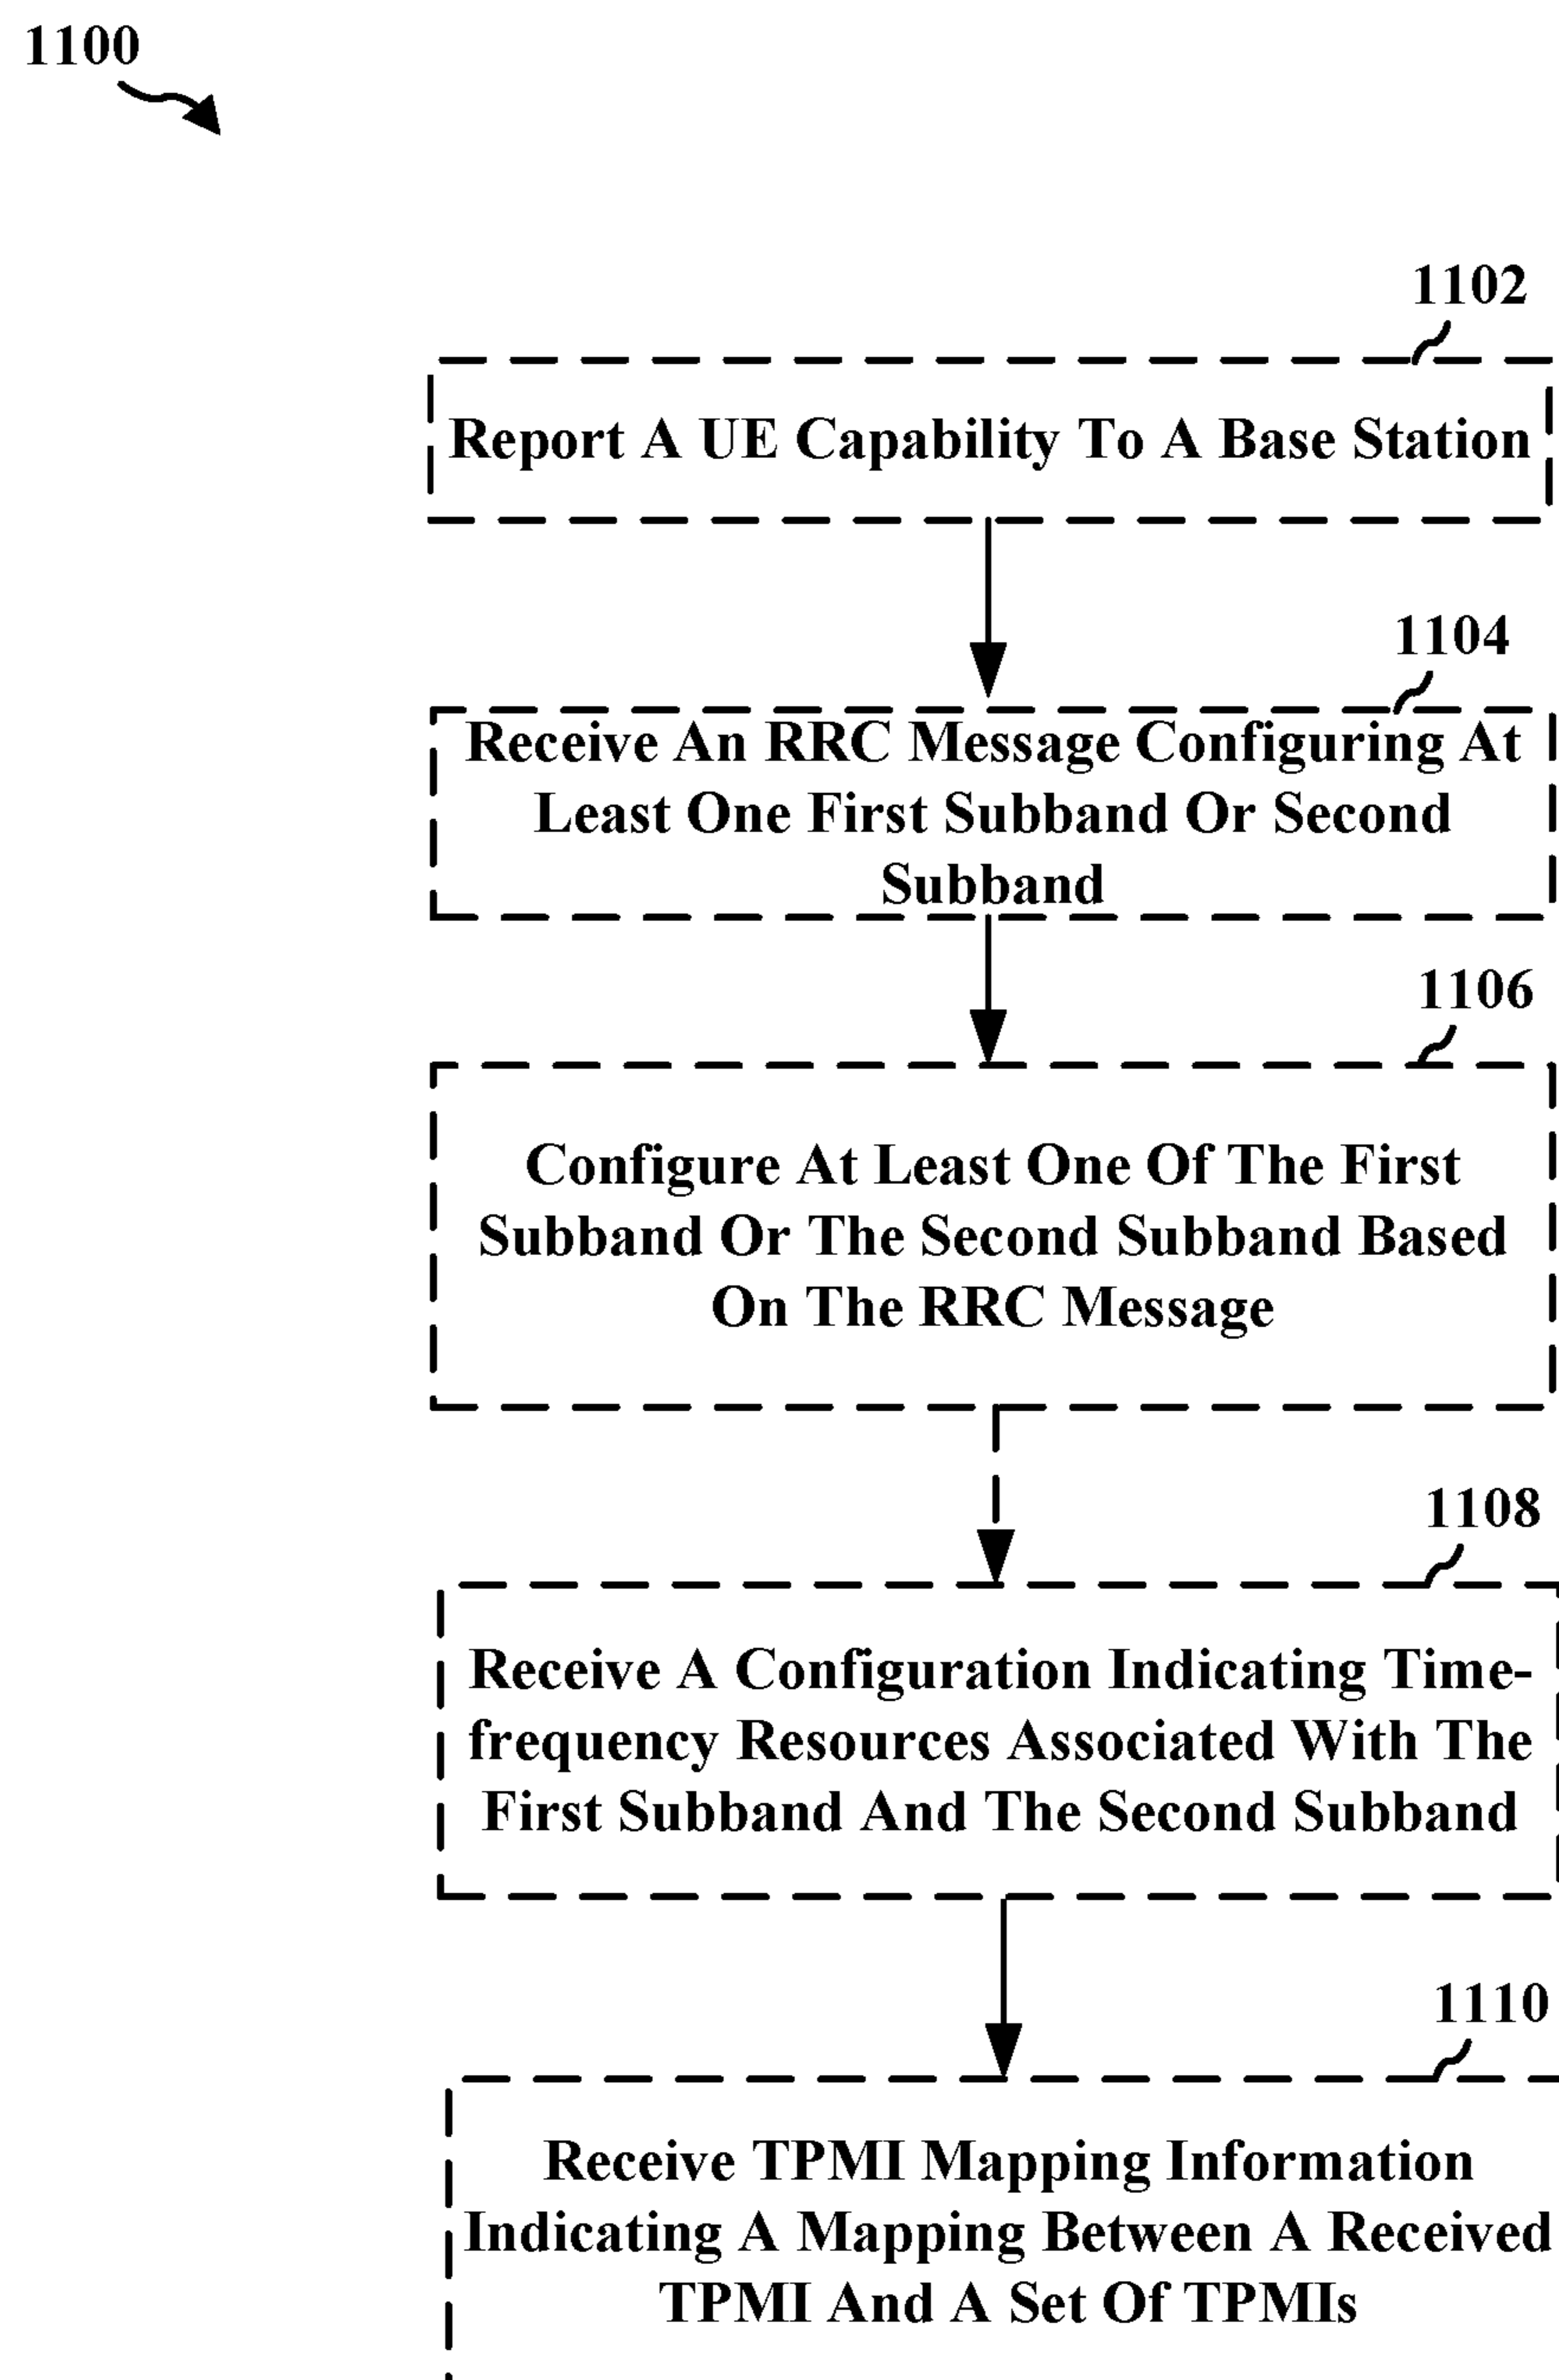 1100
1102
Report A UE Capability To A Base Station
1104
Receive An RRC Message Configuring At
Least One First Subband Or Second
Subband
1106
Configure At Least One Of The First
Subband Or The Second Subband Based
On The RRC Message
1108
Receive A Configuration Indicating Time-
frequency Resources Associated With The
First Subband And The Second Subband
1110
Receive TPMI Mapping Information
Indicating A Mapping Between A Received
TPMI And A Set Of TPMIs